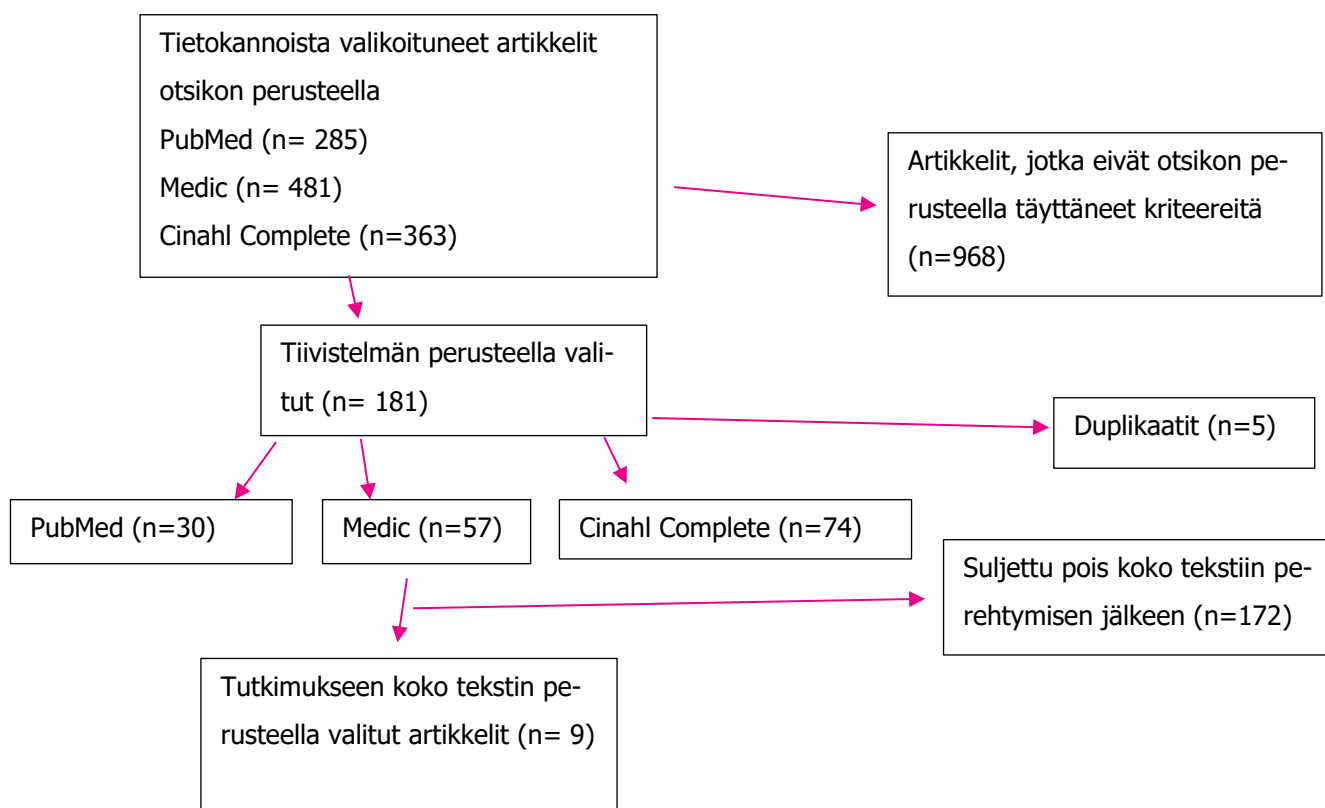 Tietokannoista valikoituneet artikkelit
otsikon perusteella
PubMed (n= 285)
Medic (n= 481)
Cinahl Complete (n=363)
Artikkelit, jotka eivät otsikon pe-
rusteella täyttäneet kriteereitä
(n=968)
Tiivistelmän perusteella vali-
tut (n= 181)
Duplikaatit (n=5)
PubMed (n=30)
Medic (n=57)
Cinahl Complete (n=74)
Suljettu pois koko tekstiin pe-
rehtymisen jälkeen (n=172)
Tutkimukseen koko tekstin pe-
rusteella valitut artikkelit (n= 9)